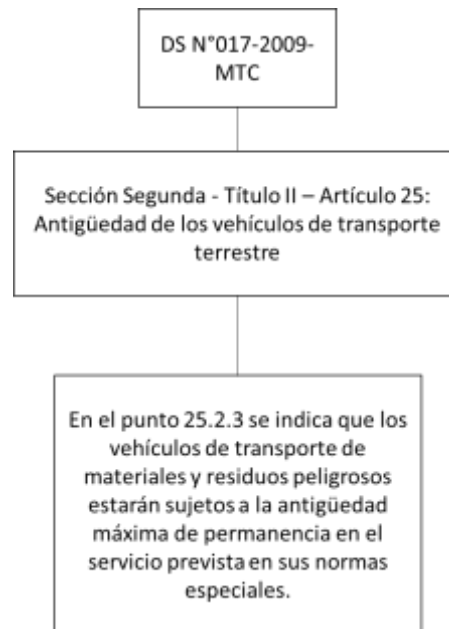 DS N°017-2009-
MTC
Sección Segunda - Título II – Artículo 25:
Antigüedad de los vehículos de transporte
terrestre
En el punto 25.2.3 se indica que los
vehículos de transporte de
materiales y residuos peligrosos
estarán sujetos a la antigüedad
máxima de permanencia en el
servicio prevista en sus normas
especiales.